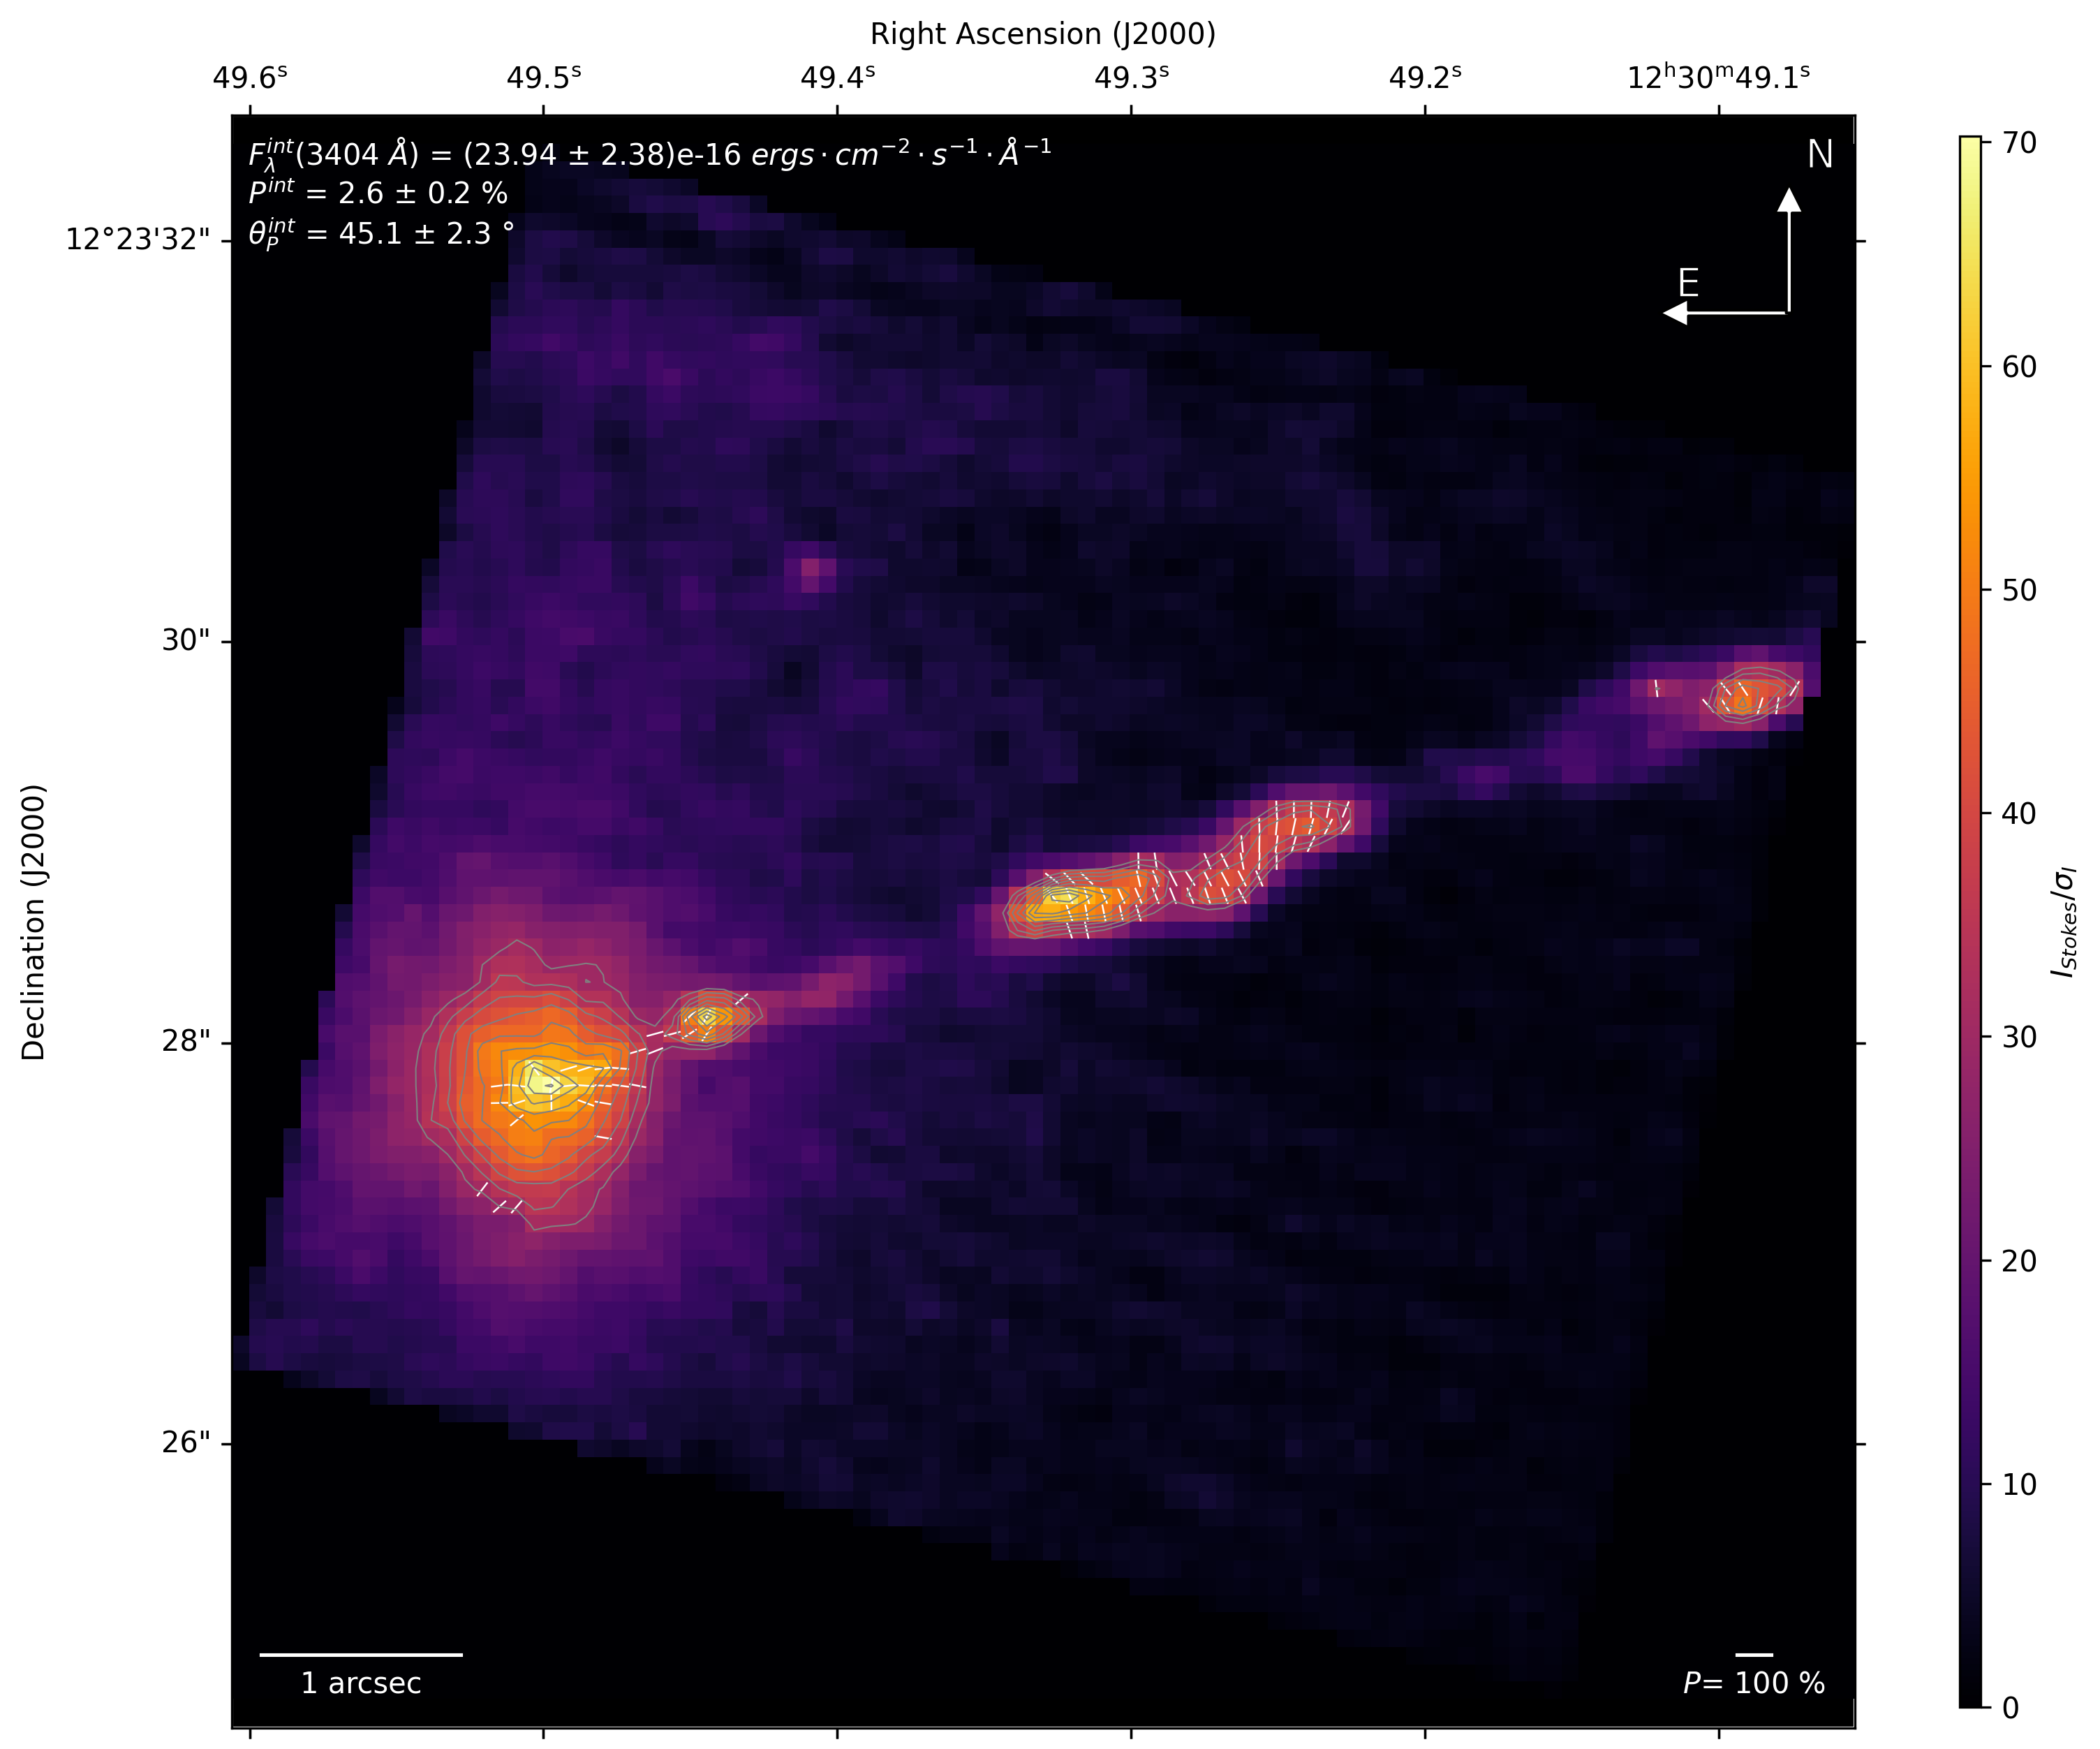 Right Ascension (J2000)
49.6ˢ 49.5ˢ 49.4ˢ 49.3ˢ 49.2ˢ 12ʰ30ᵐ49.1ˢ
F_λ^int(3404 Å) = (23.94 ± 2.38)e-16 ergs · cm⁻² · s⁻¹ · Å⁻¹
P^int = 2.6 ± 0.2 %
θ_P^int = 45.1 ± 2.3 °
N
E
12°23'32"
30"
28"
26"
Declination (J2000)
1 arcsec
P= 100 %
70
60
50
40
30
20
10
0
I_Stokes/σ_I